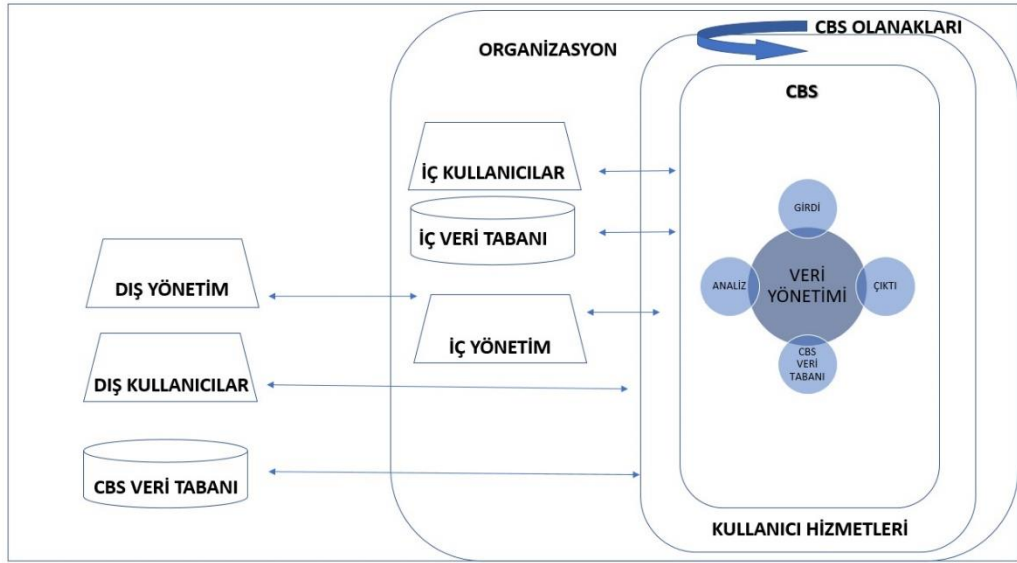 CBS OLANAKLARI
ORGANİZASYON
CBS
İÇ KULLANICILAR
GİRDİ
İÇ VERİ TABANI
DIŞ YÖNETİM
ANALİZ
VERİ
YÖNETİMİ
ÇIKTI
İÇ YÖNETİM
CBS
VERİ
TABANI
DIŞ KULLANICILAR
CBS VERİ TABANI
KULLANICI HİZMETLERİ